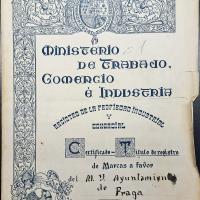 Ministerio
de Trabajo,
Comercio
é Industria
Registro de la Propiedad Industrial
y
Comercial
Certificado-Título de registro
de Marcas a favor
del M. Y. Ayuntamiento
de Fraga